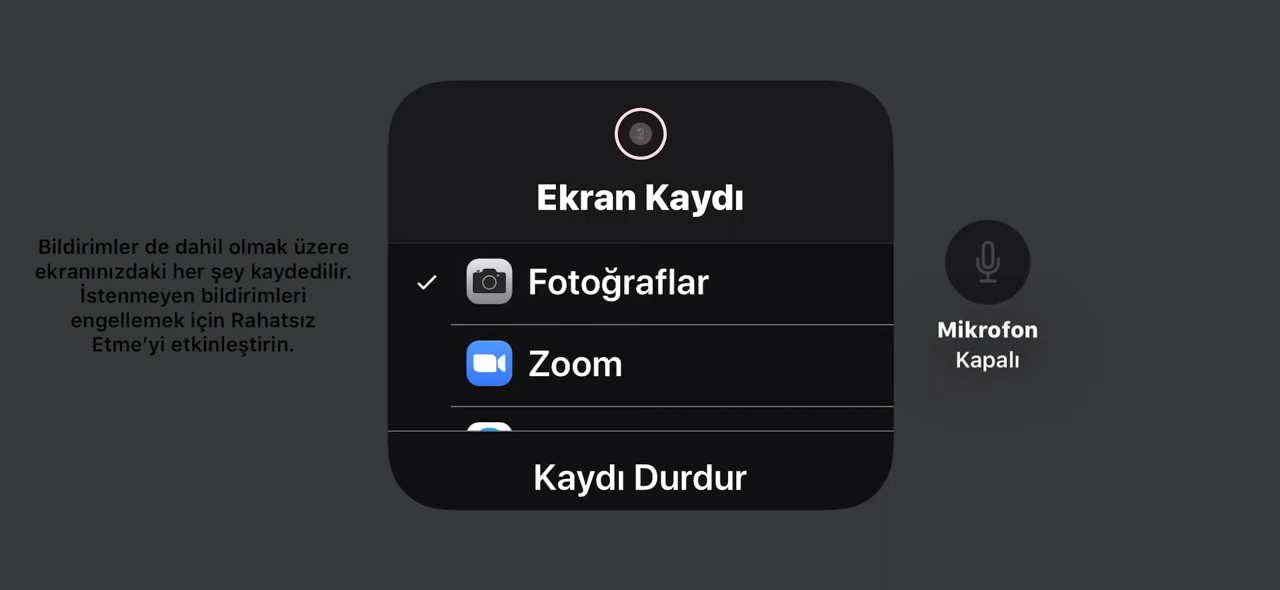 2
Ekran Kaydı
Bildirimler de dahil olmak üzere
ekranınızdaki her şey kaydedilir.
İstenmeyen bildirimleri
engellemek için Rahatsız
Etme’yi etkinleştirin.
Fotoğraflar
Zoom
Kaydı Durdur
Mikrofon
Kapalı